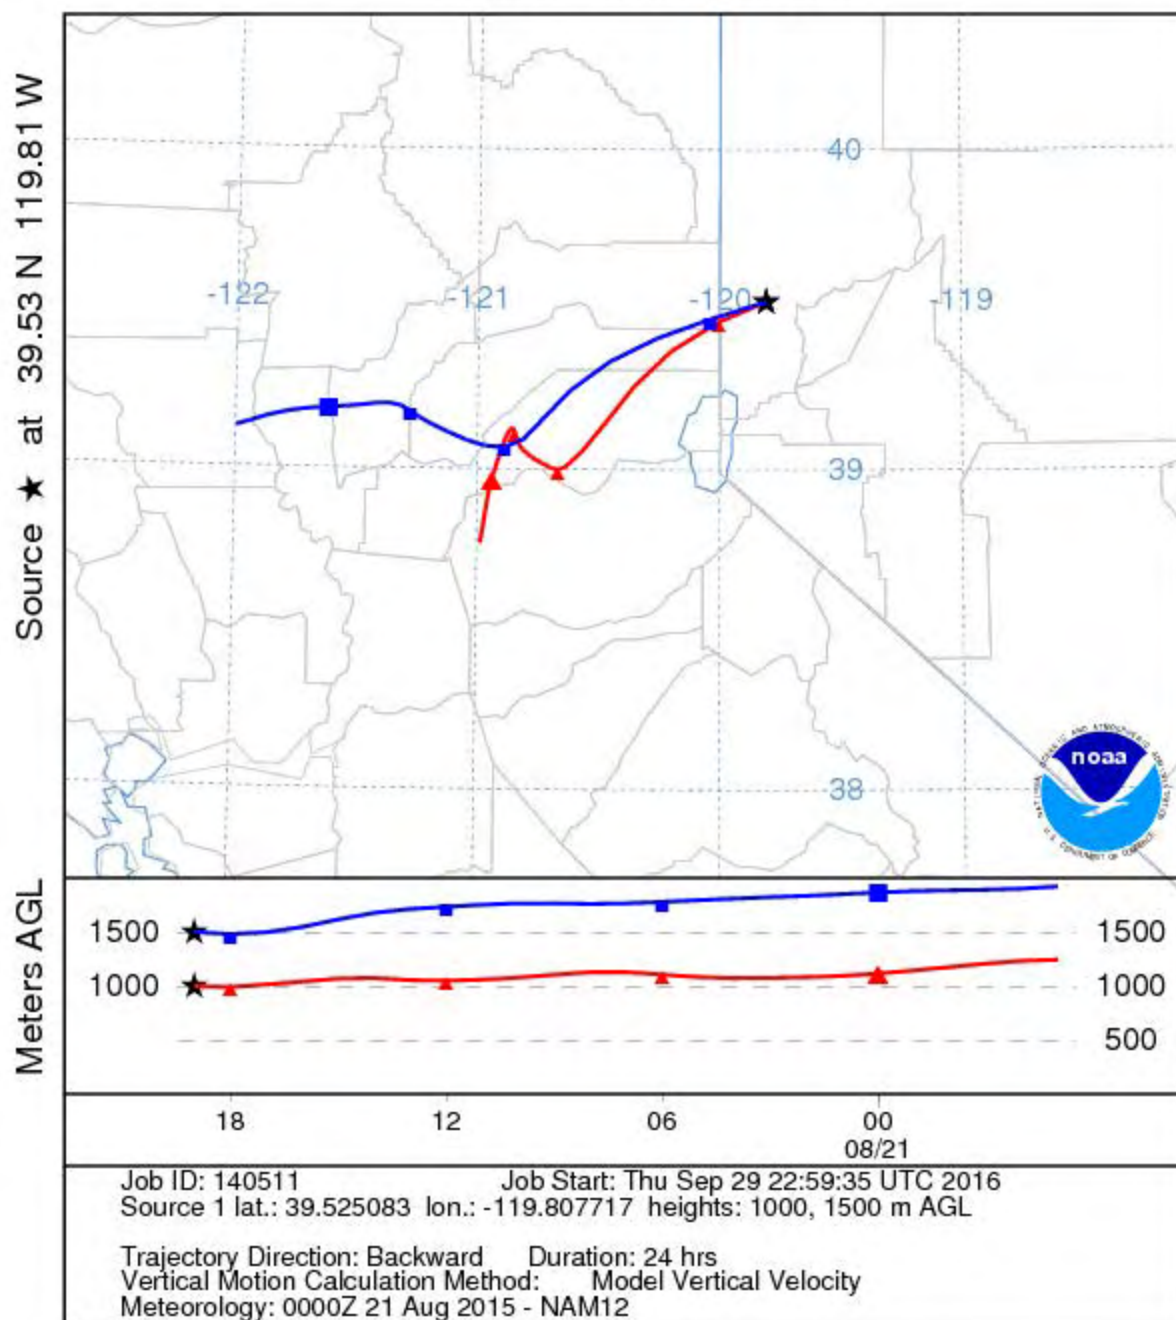 Source ★ at 39.53 N 119.81 W
40
-122
-121
-120
-119
39
38
noaa
Meters AGL
1500
1500
1000
1000
500
18
12
06
00
08/21
Job ID: 140511 Job Start: Thu Sep 29 22:59:35 UTC 2016
Source 1 lat.: 39.525083 lon.: -119.807717 heights: 1000, 1500 m AGL
Trajectory Direction: Backward Duration: 24 hrs
Vertical Motion Calculation Method: Model Vertical Velocity
Meteorology: 0000Z 21 Aug 2015 - NAM12